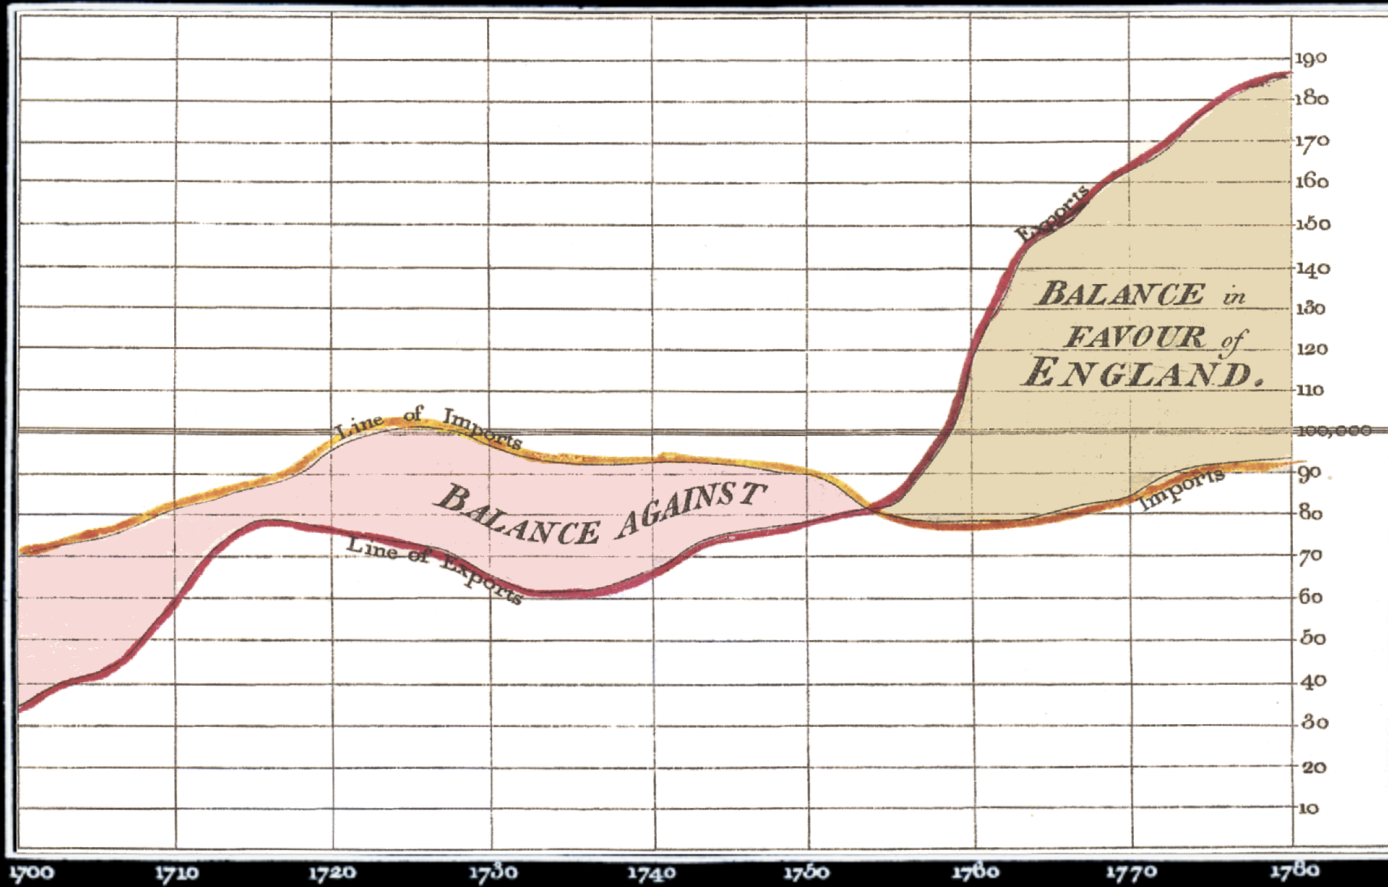 190
180
170
160
150
140
130
120
110
100,000
90
80
70
60
50
40
30
20
10
Exports
BALANCE in
FAVOUR of
ENGLAND.
Line of Imports
Imports
BALANCE AGAINST
Line of Exports
1700 1710 1720 1730 1740 1750 1760 1770 1780